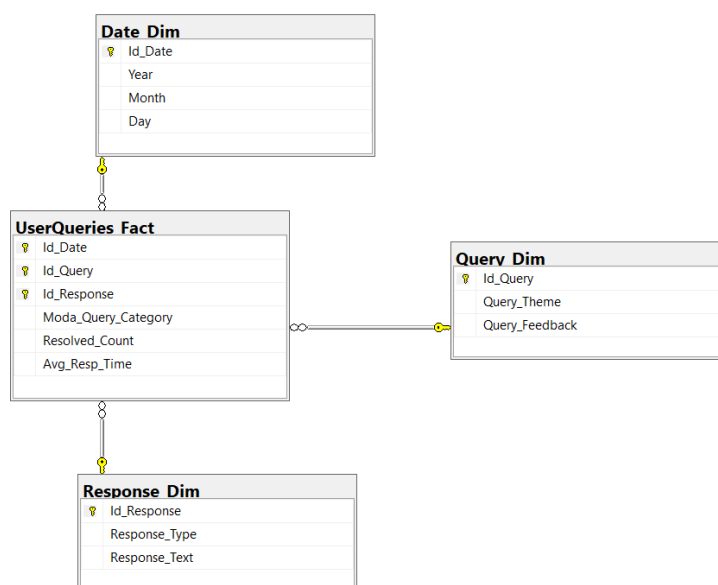 Date_Dim
Id_Date
Year
Month
Day
UserQueries_Fact
Id_Date
Id_Query
Id_Response
Moda_Query_Category
Resolved_Count
Avg_Resp_Time
Query_Dim
Id_Query
Query_Theme
Query_Feedback
Response_Dim
Id_Response
Response_Type
Response_Text